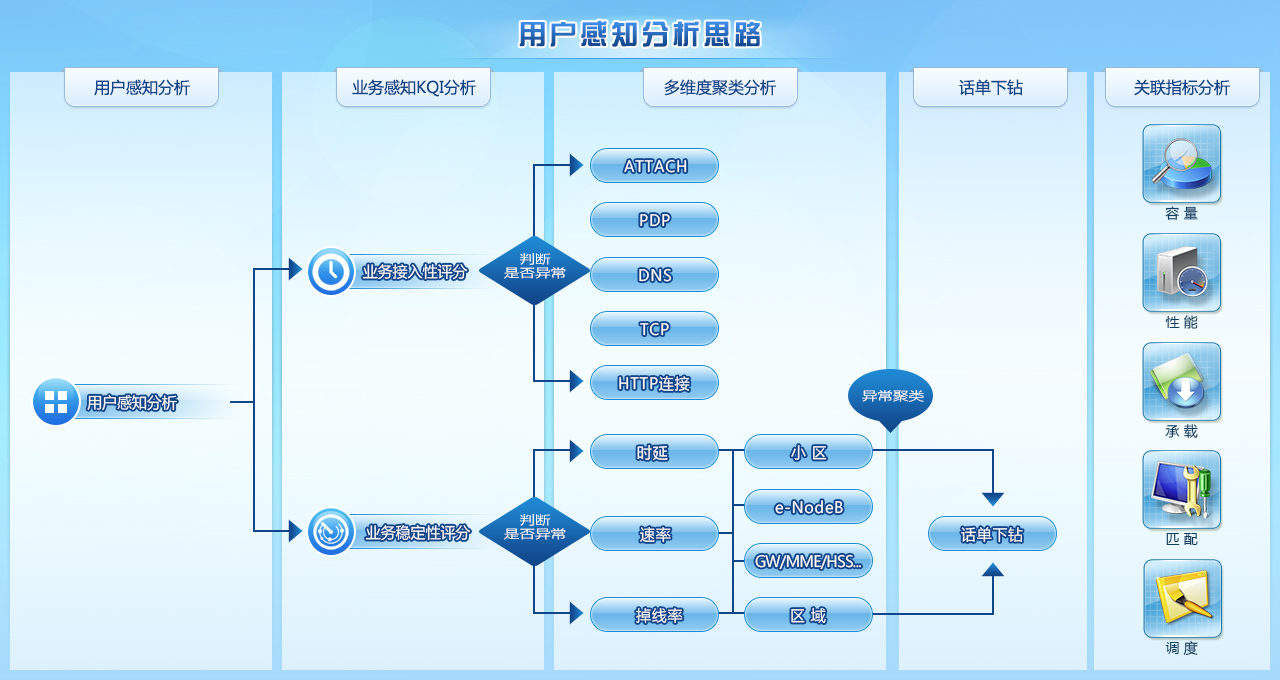 用户感知分析思路
用户感知分析
业务感知KQI分析
多维度聚类分析
话单下钻
关联指标分析
用户感知分析
业务接入性评分
判断
是否异常
ATTACH
PDP
DNS
TCP
HTTP连接
业务稳定性评分
判断
是否异常
时延
速率
掉线率
小 区
e-NodeB
GW/MME/HSS...
区 域
异常聚类
话单下钻
容 量
性 能
承 载
匹 配
调 度